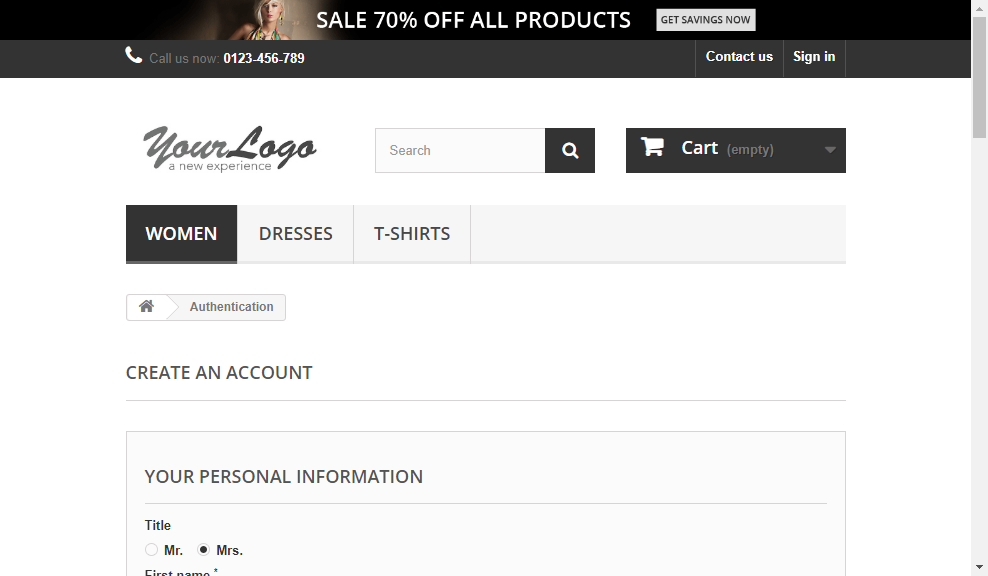 SALE 70% OFF ALL PRODUCTS GET SAVINGS NOW
Call us now: 0123-456-789 Contact us Sign in
YourLogo
a new experience
Search
Cart (empty)
WOMEN DRESSES T-SHIRTS
Authentication
CREATE AN ACCOUNT
YOUR PERSONAL INFORMATION
Title
Mr. Mrs.
First name *